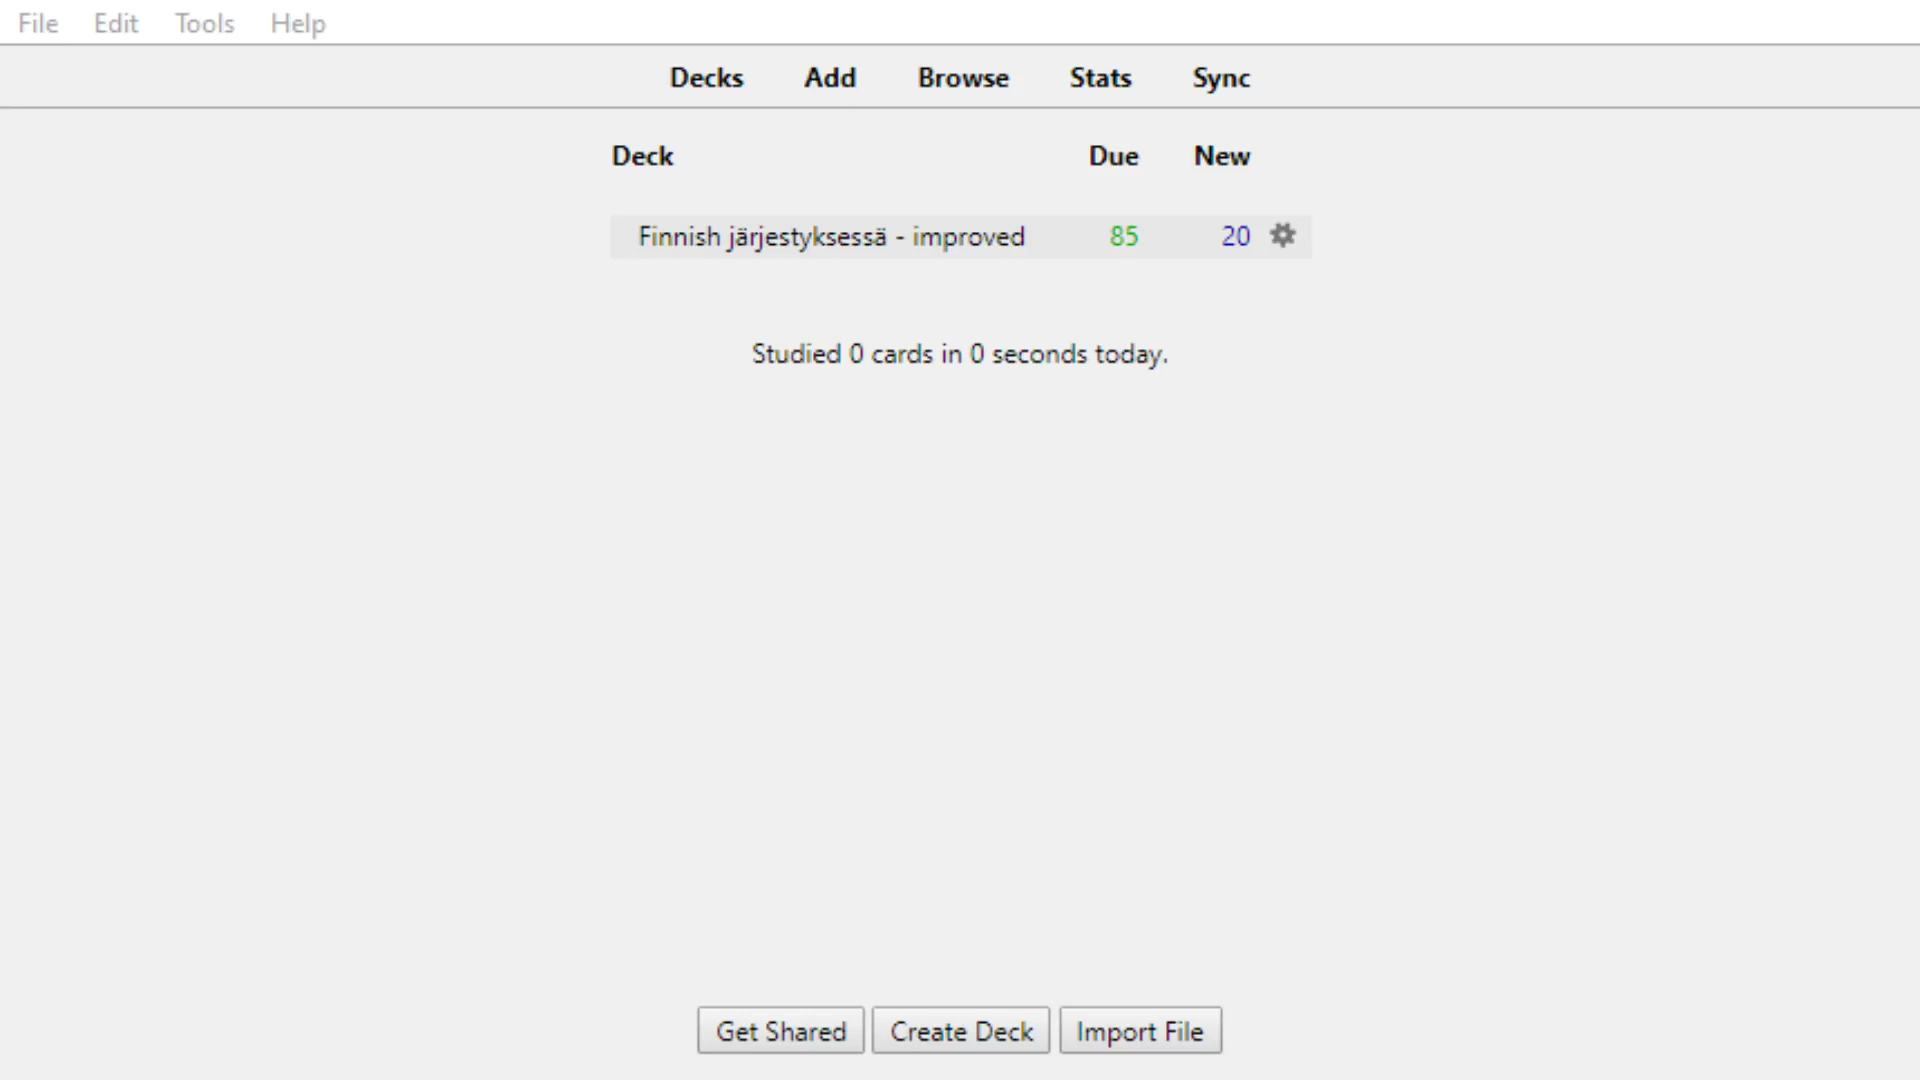 File Edit Tools Help
Decks Add Browse Stats Sync
Deck Due New
Finnish järjestyksessä - improved 85 20
Studied 0 cards in 0 seconds today.
Get Shared Create Deck Import File